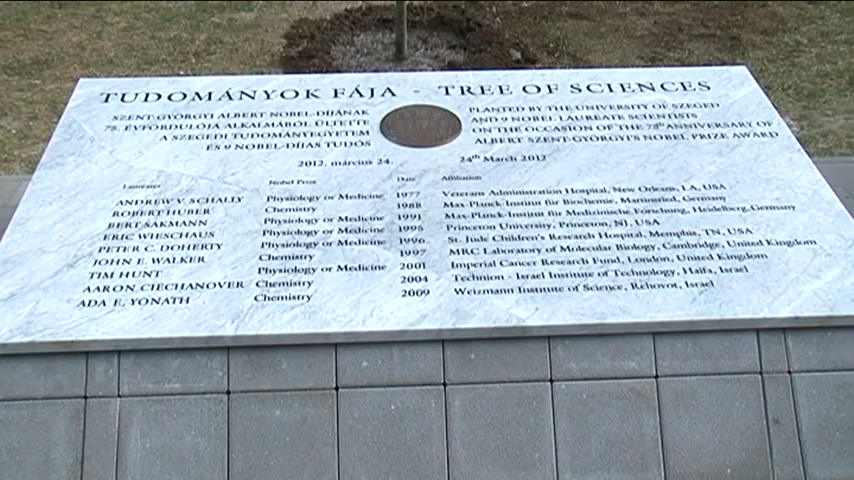 TUDOMÁNYOK FÁJA - TREE OF SCIENCES
SZENT-GYÖRGYI ALBERT NOBEL-DÍJÁNAK
75. ÉVFORDULÓJA ALKALMÁBÓL ÜLTETTE
A SZEGEDI TUDOMÁNYEGYETEM
ÉS 9 NOBEL-DÍJAS TUDÓS
PLANTED BY THE UNIVERSITY OF SZEGED
AND 9 NOBEL LAUREATE SCIENTISTS
ON THE OCCASION OF THE 75th ANNIVERSARY OF
ALBERT SZENT-GYÖRGYI'S NOBEL PRIZE AWARD
2012. március 24. 24th March 2012
Laureates Nobel Prize Date Affiliation
ANDREW V. SCHALLY Physiology or Medicine 1977 Veterans Administration Hospital, New Orleans, LA, USA
ROBERT HUBER Chemistry 1988 Max-Planck-Institut für Biochemie, Martinsried, Germany
BERT SAKMANN Physiology or Medicine 1991 Max-Planck-Institut für Medizinische Forschung, Heidelberg, Germany
ERIC WIESCHAUS Physiology or Medicine 1995 Princeton University, Princeton, NJ, USA
PETER C. DOHERTY Physiology or Medicine 1996 St. Jude Children's Research Hospital, Memphis, TN, USA
JOHN E. WALKER Chemistry 1997 MRC Laboratory of Molecular Biology, Cambridge, United Kingdom
TIM HUNT Physiology or Medicine 2001 Imperial Cancer Research Fund, London, United Kingdom
AARON CIECHANOVER Chemistry 2004 Technion - Israel Institute of Technology, Haifa, Israel
ADA E. YONATH Chemistry 2009 Weizmann Institute of Science, Rehovot, Israel